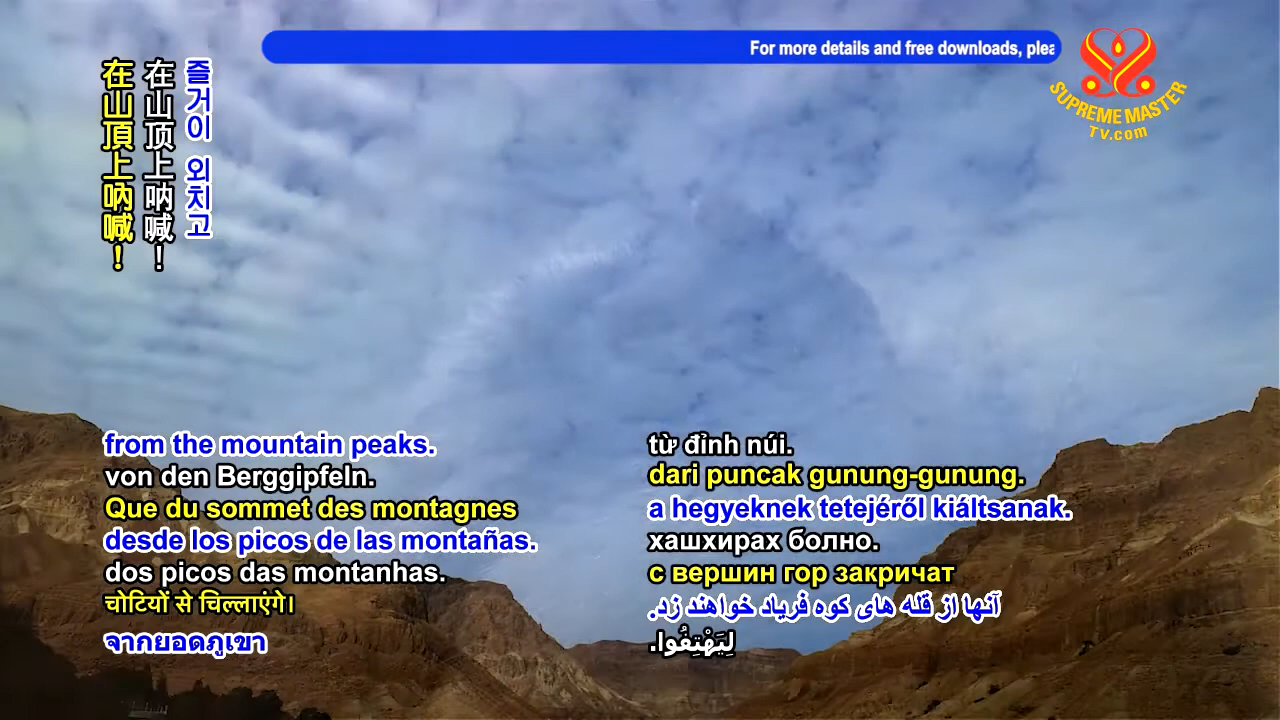 For more details and free downloads, plea
SUPREME MASTER
TV.com
즐거이 외치고
在山顶上呐喊！
在山頂上吶喊！
from the mountain peaks.
von den Berggipfeln.
Que du sommet des montagnes
desde los picos de las montañas.
dos picos das montanhas.
चोटियों से चिल्लाएंगे।
จากยอดภูเขา
từ đỉnh núi.
dari puncak gunung-gunung.
a hegyeknek tetejéről kiáltsanak.
хашхирах болно.
с вершин гор закричат
آنها از قله های کوه فریاد خواهند زد.
لِيَهْتِفُوا.